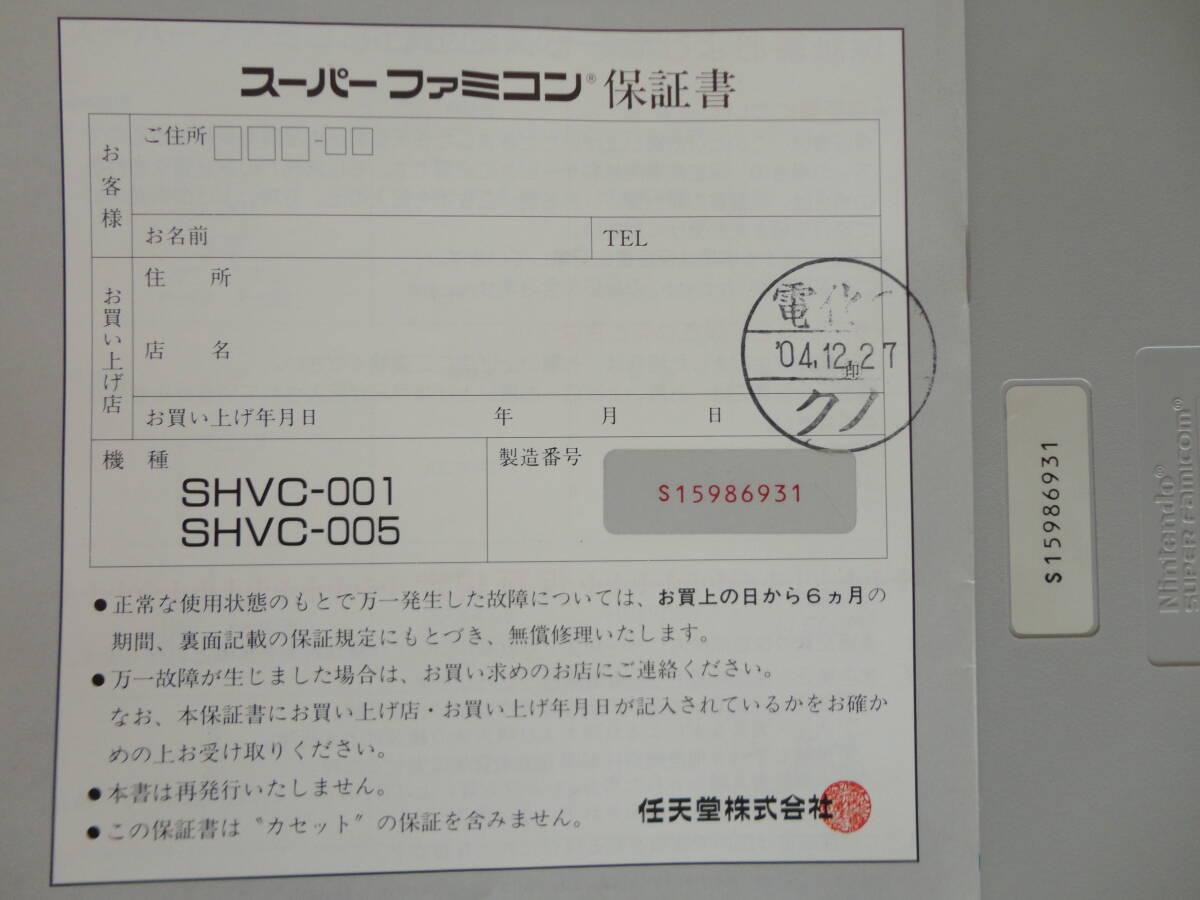 スーパーファミコン® 保証書
お客様
ご住所 □□□-□□
お名前
TEL
お買い上げ店
住 所
店 名
印
お買い上げ年月日 年 月 日
電化
'04.12.27
クノ
機 種
SHVC-001
SHVC-005
製造番号
S15986931
●正常な使用状態のもとで万一発生した故障については、お買上の日から6ヵ月の
期間、裏面記載の保証規定にもとづき、無償修理いたします。
●万一故障が生じました場合は、お買い求めのお店にご連絡ください。
なお、本保証書にお買い上げ店・お買い上げ年月日が記入されているかをお確か
めの上お受け取りください。
●本書は再発行いたしません。
●この保証書は〝カセット〟の保証を含みません。
任天堂株式会社
S15986931
Nintendo®
SUPER FAMICOM®